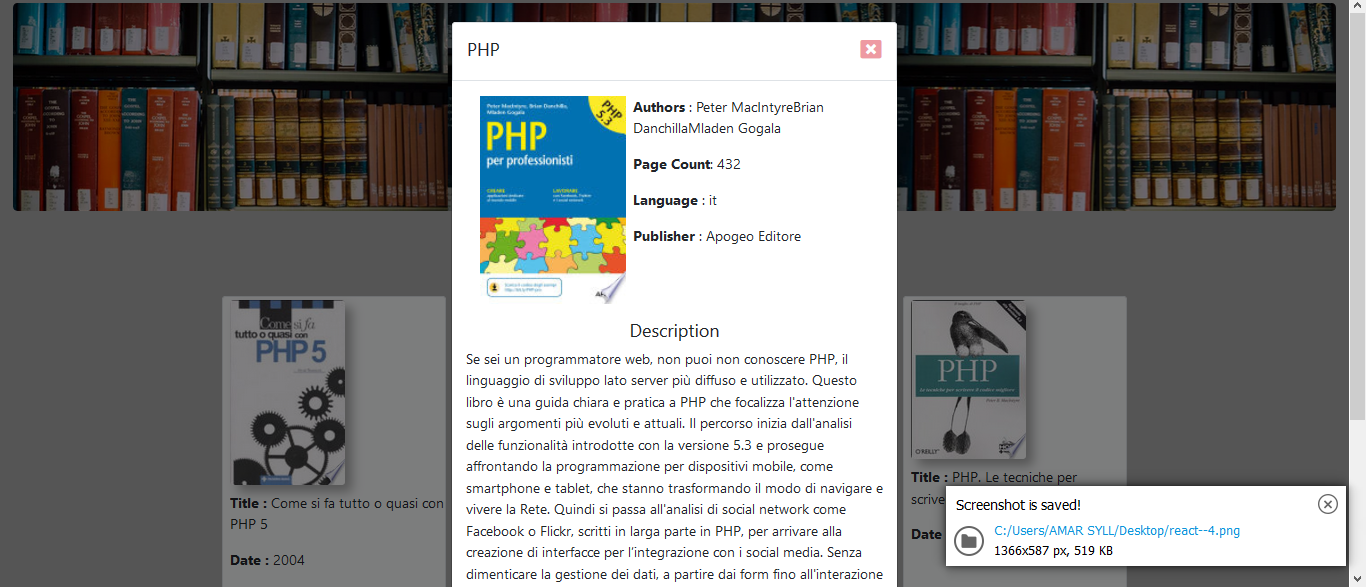 PHP
Peter MacIntyre, Brian Danchilla,
Mladen Gogala
PHP
5.3
PHP
per professionisti
Authors : Peter MacIntyreBrian
DanchillaMladen Gogala
Page Count: 432
Language : it
Publisher : Apogeo Editore
Description
Se sei un programmatore web, non puoi non conoscere PHP, il
linguaggio di sviluppo lato server più diffuso e utilizzato. Questo
libro è una guida chiara e pratica a PHP che focalizza l'attenzione
sugli argomenti più evoluti e attuali. Il percorso inizia dall'analisi
delle funzionalità introdotte con la versione 5.3 e prosegue
affrontando la programmazione per dispositivi mobile, come
smartphone e tablet, che stanno trasformando il modo di navigare e
vivere la Rete. Quindi si passa all'analisi di social network come
Facebook o Flickr, scritti in larga parte in PHP, per arrivare alla
creazione di interfacce per l'integrazione con i social media. Senza
dimenticare la gestione dei dati, a partire dai form fino all'interazione
Come si fa
tutto o quasi con
PHP 5
Title : Come si fa tutto o quasi con
PHP 5
Date : 2004
PHP
Le tecniche per scrivere il codice migliore
O'REILLY
Title : PHP. Le tecniche per
Date
Screenshot is saved!
C:/Users/AMAR SYLL/Desktop/react--4.png
1366x587 px, 519 KB